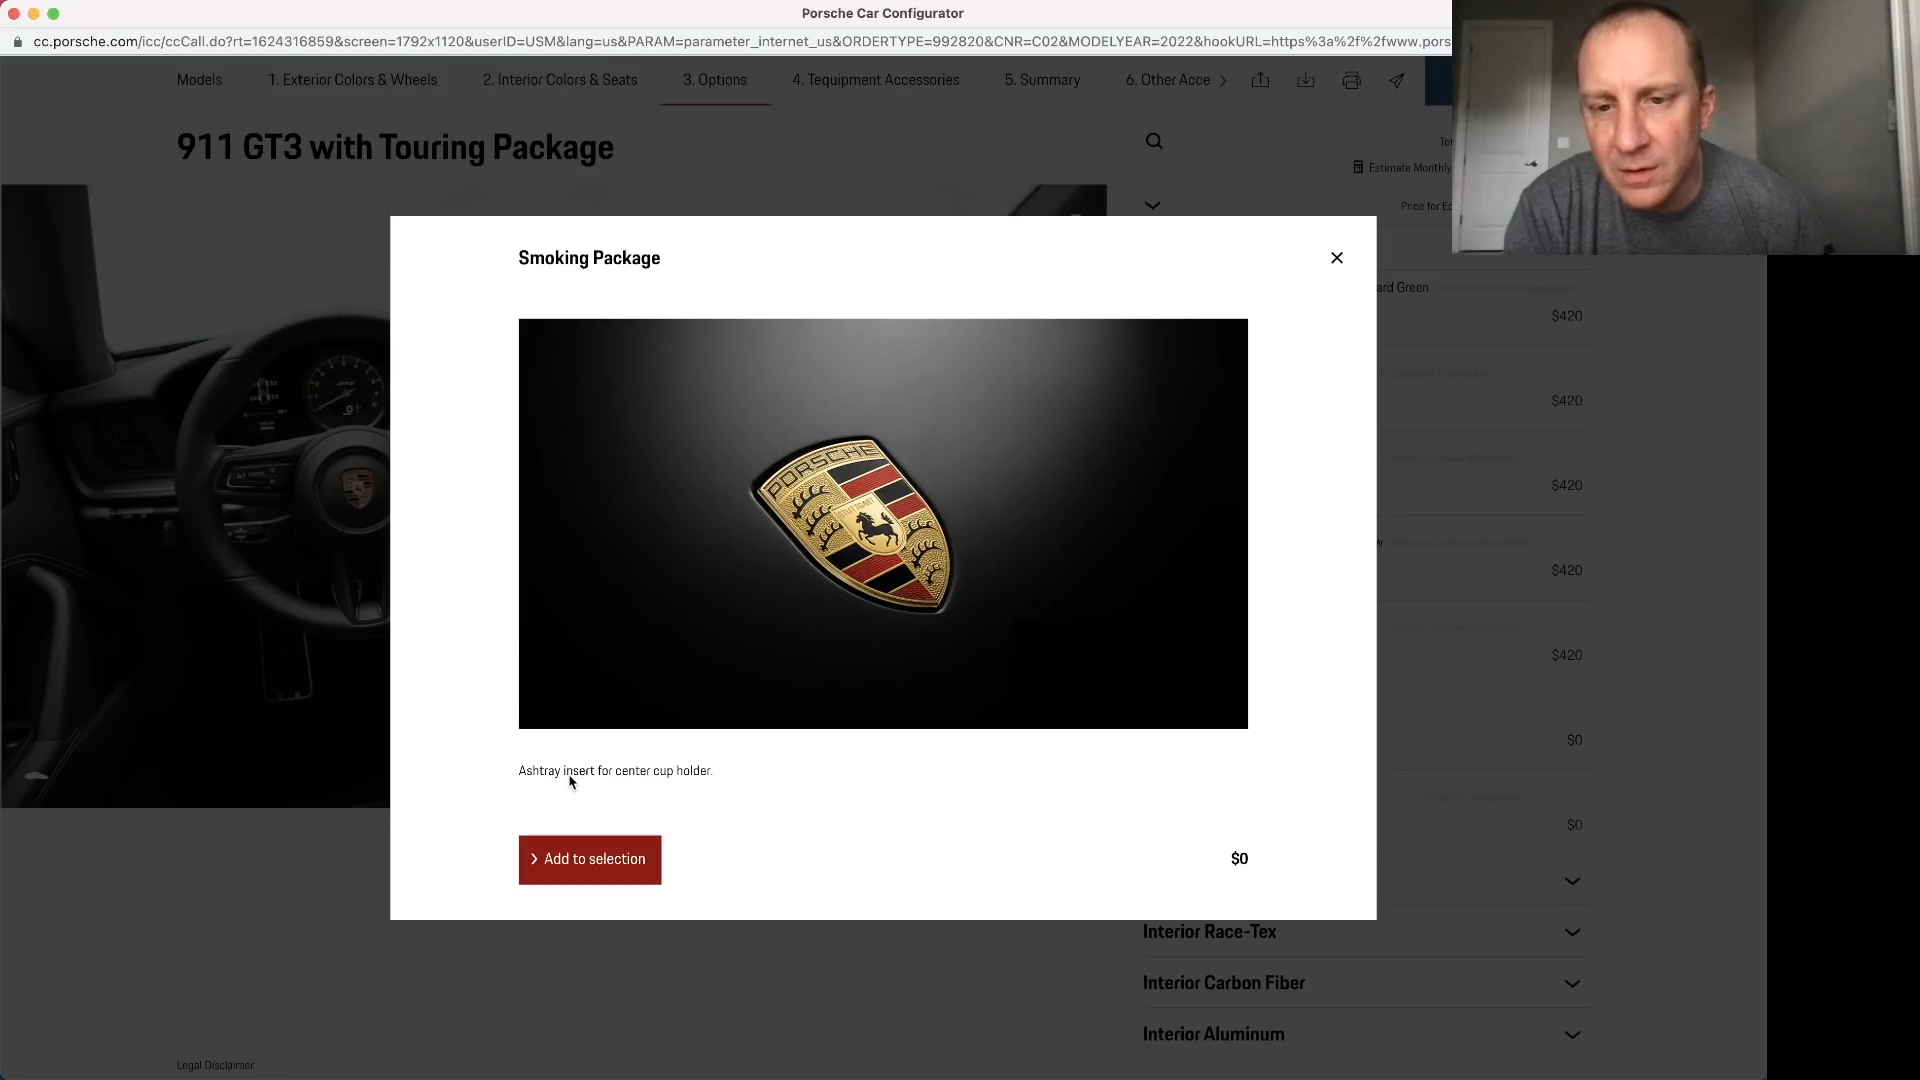 Porsche Car Configurator
cc.porsche.com/icc/ccCall.do?rt=1624316859&screen=1792x1120&userID=USM&lang=us&PARAM=parameter_internet_us&ORDERTYPE=992820&CNR=C02&MODELYEAR=2022&hookURL=https%3a%2f%2fwww.pors
Models
1. Exterior Colors & Wheels
2. Interior Colors & Seats
3. Options
4. Tequipment Accessories
5. Summary
6. Other Acce
911 GT3 with Touring Package
Estimate Monthly
Price for
Smoking Package
ard Green
$420
$420
$420
$420
$420
$0
$0
PORSCHE
STUTTGART
Ashtray insert for center cup holder.
Add to selection
$0
Interior Race-Tex
Interior Carbon Fiber
Interior Aluminum
Legal Disclaimer